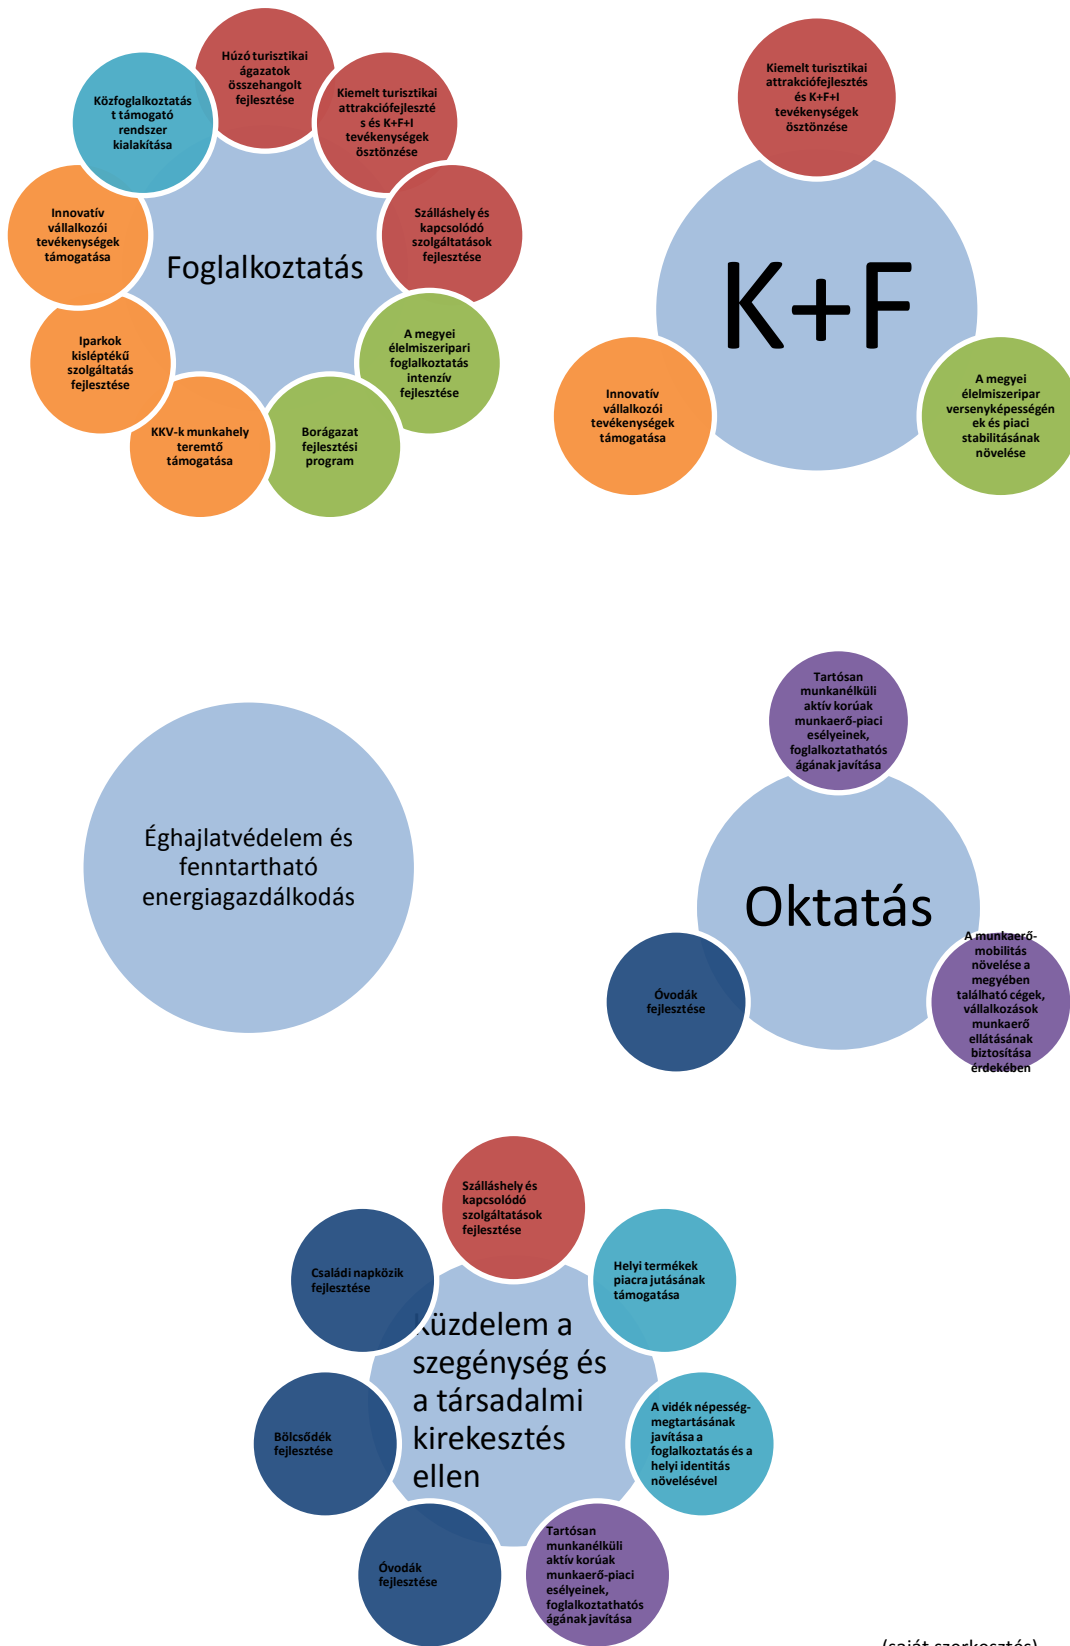 Húzó turisztikai
ágazatok
összehangolt
fejlesztése
Kiemelt turisztikai
attrakciófejleszté
s és K+F+I
tevékenységek
ösztönzése
Szálláshely és
kapcsolódó
szolgáltatások
fejlesztése
A megyei
élelmiszeripari
foglalkoztatás
intenzív
fejlesztése
Borágazat
fejlesztési
program
KKV-k munkahely
teremtő
támogatása
Iparkok
kisléptékű
szolgáltatás
fejlesztése
Innovatív
vállalkozói
tevékenységek
támogatása
Közfoglalkoztatás
t támogató
rendszer
kialakítása
Foglalkoztatás
Kiemelt turisztikai
attrakciófejlesztés
és K+F+I
tevékenységek
ösztönzése
K+F
Innovatív
vállalkozói
tevékenységek
támogatása
A megyei
élelmiszeripar
versenyképességén
ek és piaci
stabilitásának
növelése
Éghajlatvédelem és
fenntartható
energiagazdálkodás
Tartósan
munkanélküli
aktív korúak
munkaerő-piaci
esélyeinek,
foglalkoztathatós
ágának javítása
Oktatás
Óvodák
fejlesztése
A munkaerő-
mobilitás
növelése a
megyében
található cégek,
vállalkozások
munkaerő
ellátásának
biztosítása
érdekében
Szálláshely és
kapcsolódó
szolgáltatások
fejlesztése
Helyi termékek
piacra jutásának
támogatása
A vidék népesség-
megtartásának
javítása a
foglalkoztatás és a
helyi identitás
növelésével
Tartósan
munkanélküli
aktív korúak
munkaerő-piaci
esélyeinek,
foglalkoztathatós
ágának javítása
Óvodák
fejlesztése
Bölcsődék
fejlesztése
Családi napközik
fejlesztése
Küzdelem a
szegénység és
a társadalmi
kirekesztés
ellen
(saját szerkesztés)